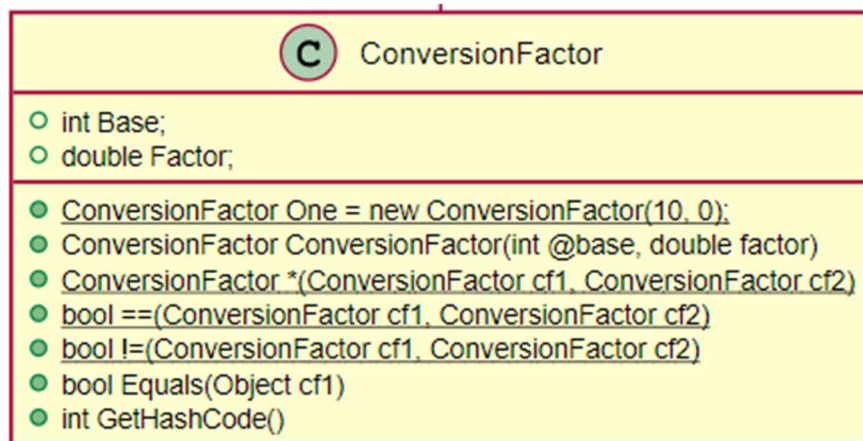 C ConversionFactor
int Base;
double Factor;
ConversionFactor One = new ConversionFactor(10, 0);
ConversionFactor ConversionFactor(int @base, double factor)
ConversionFactor *(ConversionFactor cf1, ConversionFactor cf2)
bool ==(ConversionFactor cf1, ConversionFactor cf2)
bool !=(ConversionFactor cf1, ConversionFactor cf2)
bool Equals(Object cf1)
int GetHashCode()